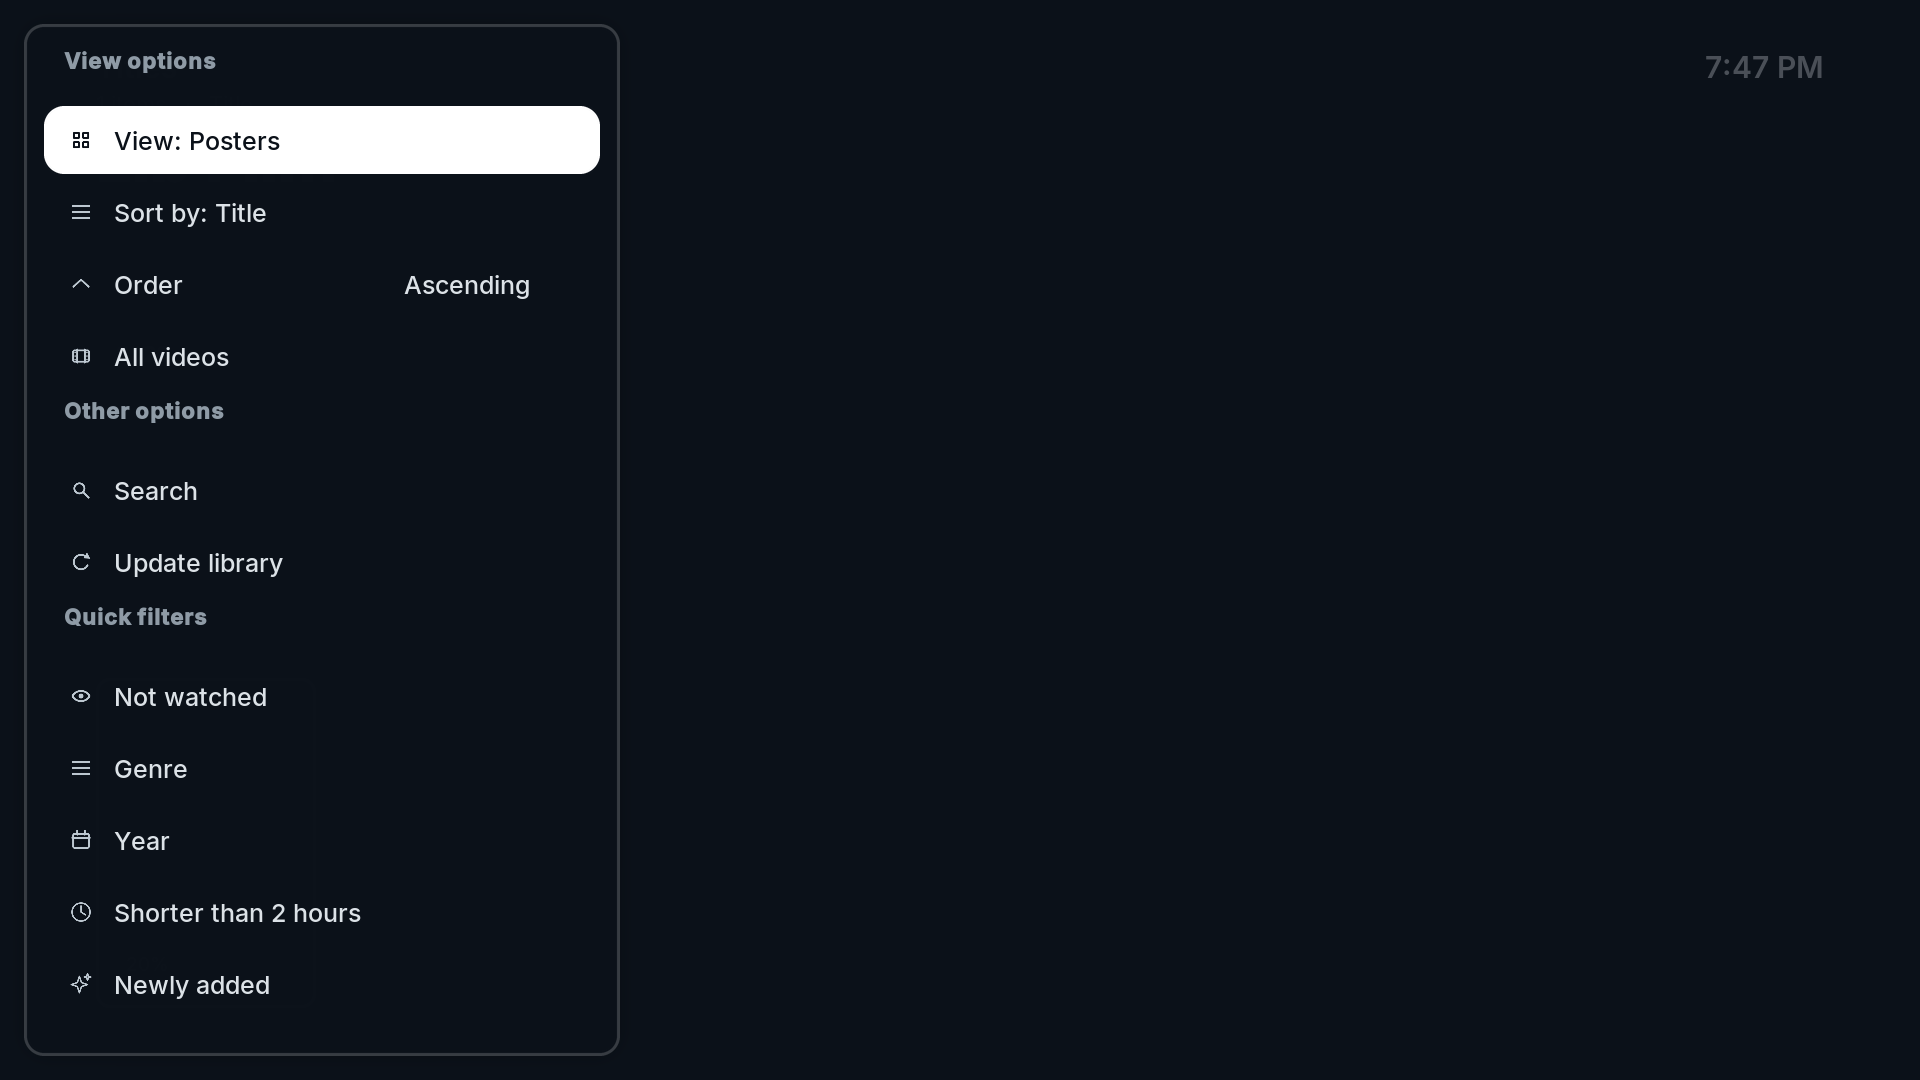 View options
7:47 PM
View: Posters
Sort by: Title
Order Ascending
All videos
Other options
Search
Update library
Quick filters
Not watched
Genre
Year
Shorter than 2 hours
Newly added